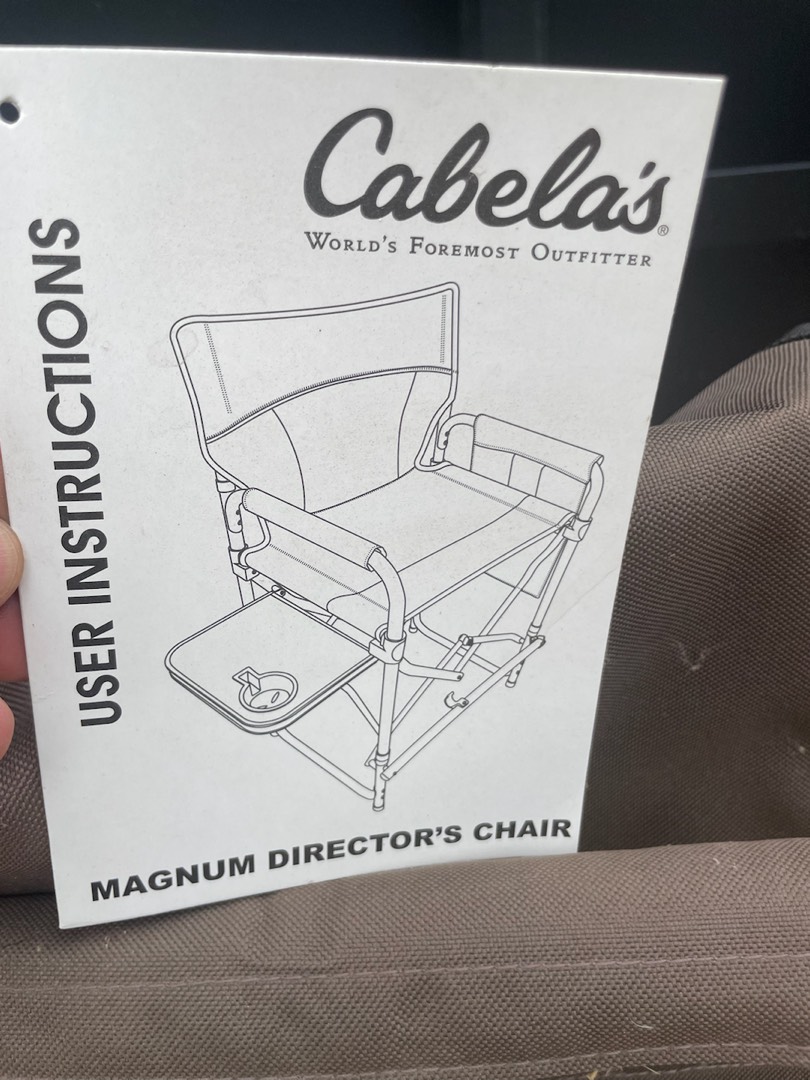 Cabela's®
WORLD'S FOREMOST OUTFITTER
USER INSTRUCTIONS
MAGNUM DIRECTOR'S CHAIR